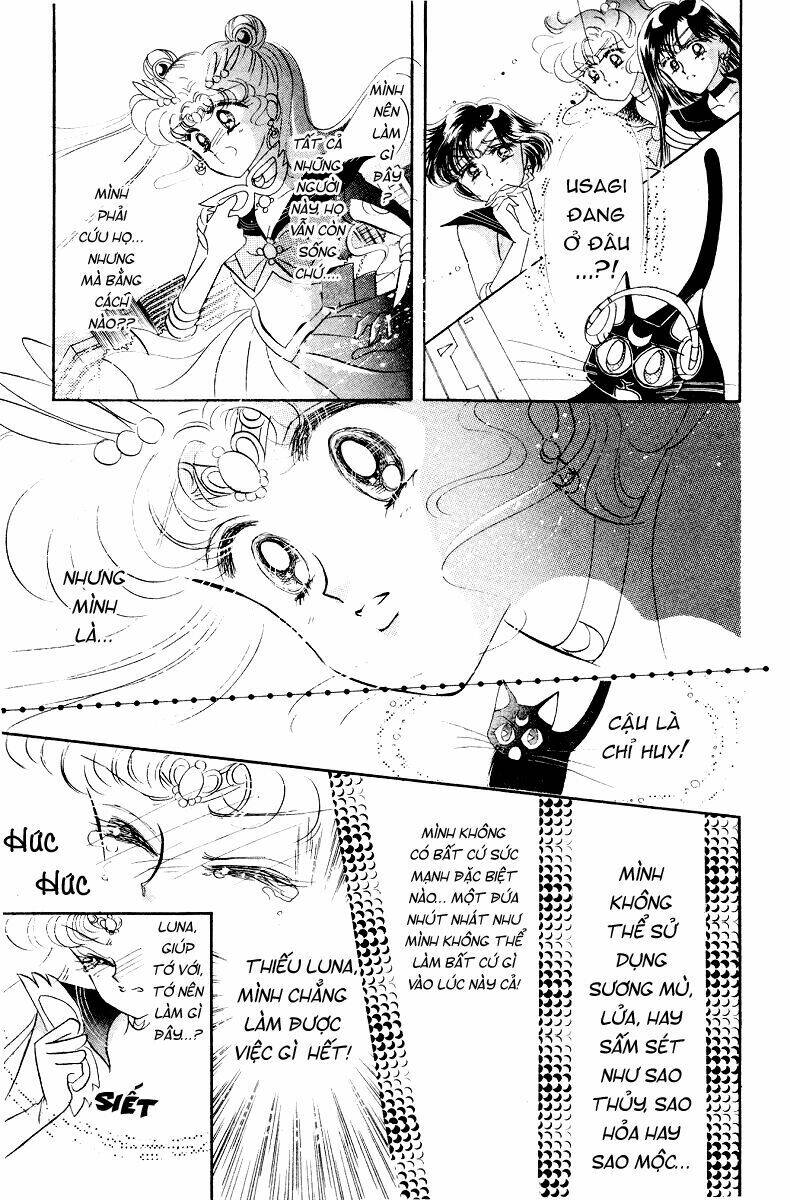 USAGI
ĐANG
Ở ĐÂU
...?!
MÌNH
NÊN
LÀM
GÌ
ĐÂY
?
TẤT CẢ
NHỮNG
NGƯỜI
NÀY, HỌ
VẪN CÒN
SỐNG
CHỨ....
MÌNH
PHẢI
CỨU HỌ...
NHƯNG
MÀ BẰNG
CÁCH
NÀO??
NHƯNG
MÌNH
LÀ...
CẬU LÀ
CHỈ HUY!
MÌNH
KHÔNG
THỂ SỬ
DỤNG
SƯƠNG MÙ,
LỬA, HAY
SẤM SÉT
NHƯ SAO
THỦY, SAO
HỎA HAY
SAO MỘC...
MÌNH KHÔNG
CÓ BẤT CỨ SỨC
MẠNH ĐẶC BIỆT
NÀO... MỘT ĐỨA
NHÚT NHÁT NHƯ
MÌNH KHÔNG THỂ
LÀM BẤT CỨ GÌ
VÀO LÚC NÀY CẢ!
HỨC
HỨC
THIẾU LUNA,
MÌNH CHẲNG
LÀM ĐƯỢC
VIỆC GÌ HẾT!
LUNA,
GIÚP
TỚ VỚI,
TỚ NÊN
LÀM GÌ
ĐÂY...?
SIẾT